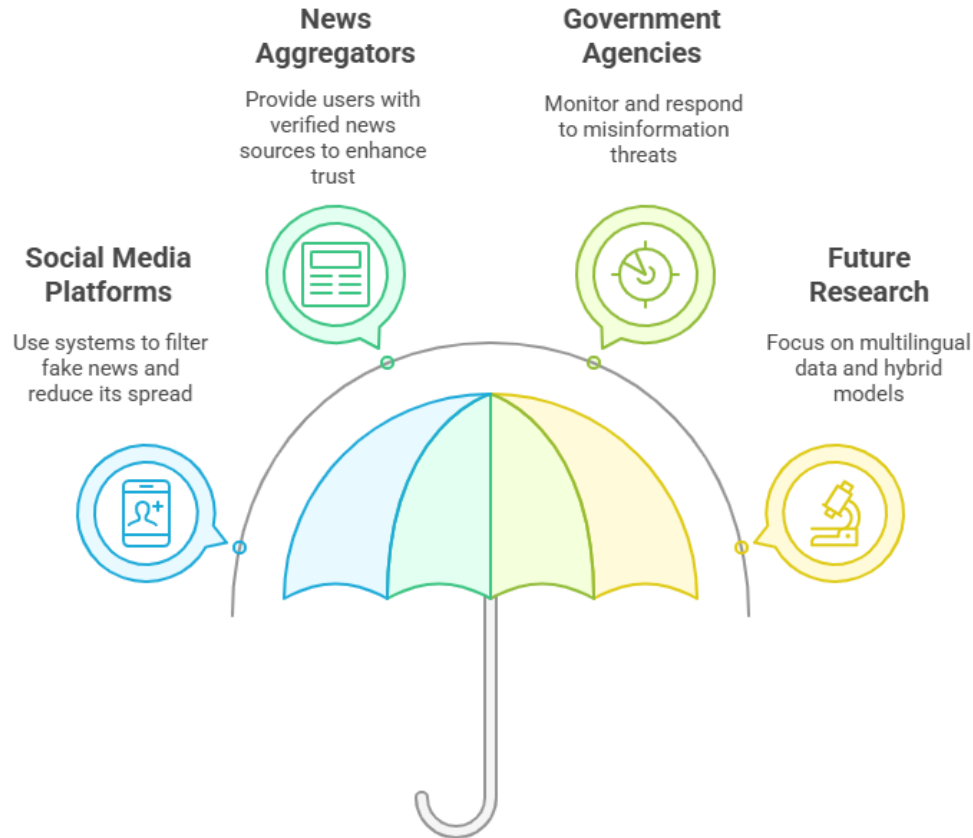 News
Aggregators
Provide users with
verified news
sources to enhance
trust
Government
Agencies
Monitor and respond
to misinformation
threats
Social Media
Platforms
Use systems to filter
fake news and
reduce its spread
Future
Research
Focus on multilingual
data and hybrid
models